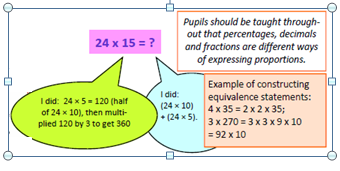 Pupils should be taught through-
out that percentages, decimals
and fractions are different ways
of expressing proportions.
24 x 15 = ?
I did: 24 x 5 = 120 (half
of 24 x 10), then multi-
plied 120 by 3 to get 360
I did:
(24 x 10)
+ (24 x 5).
Example of constructing
equivalence statements:
4 x 35 = 2 x 2 x 35;
3 x 270 = 3 x 3 x 9 x 10
= 92 x 10